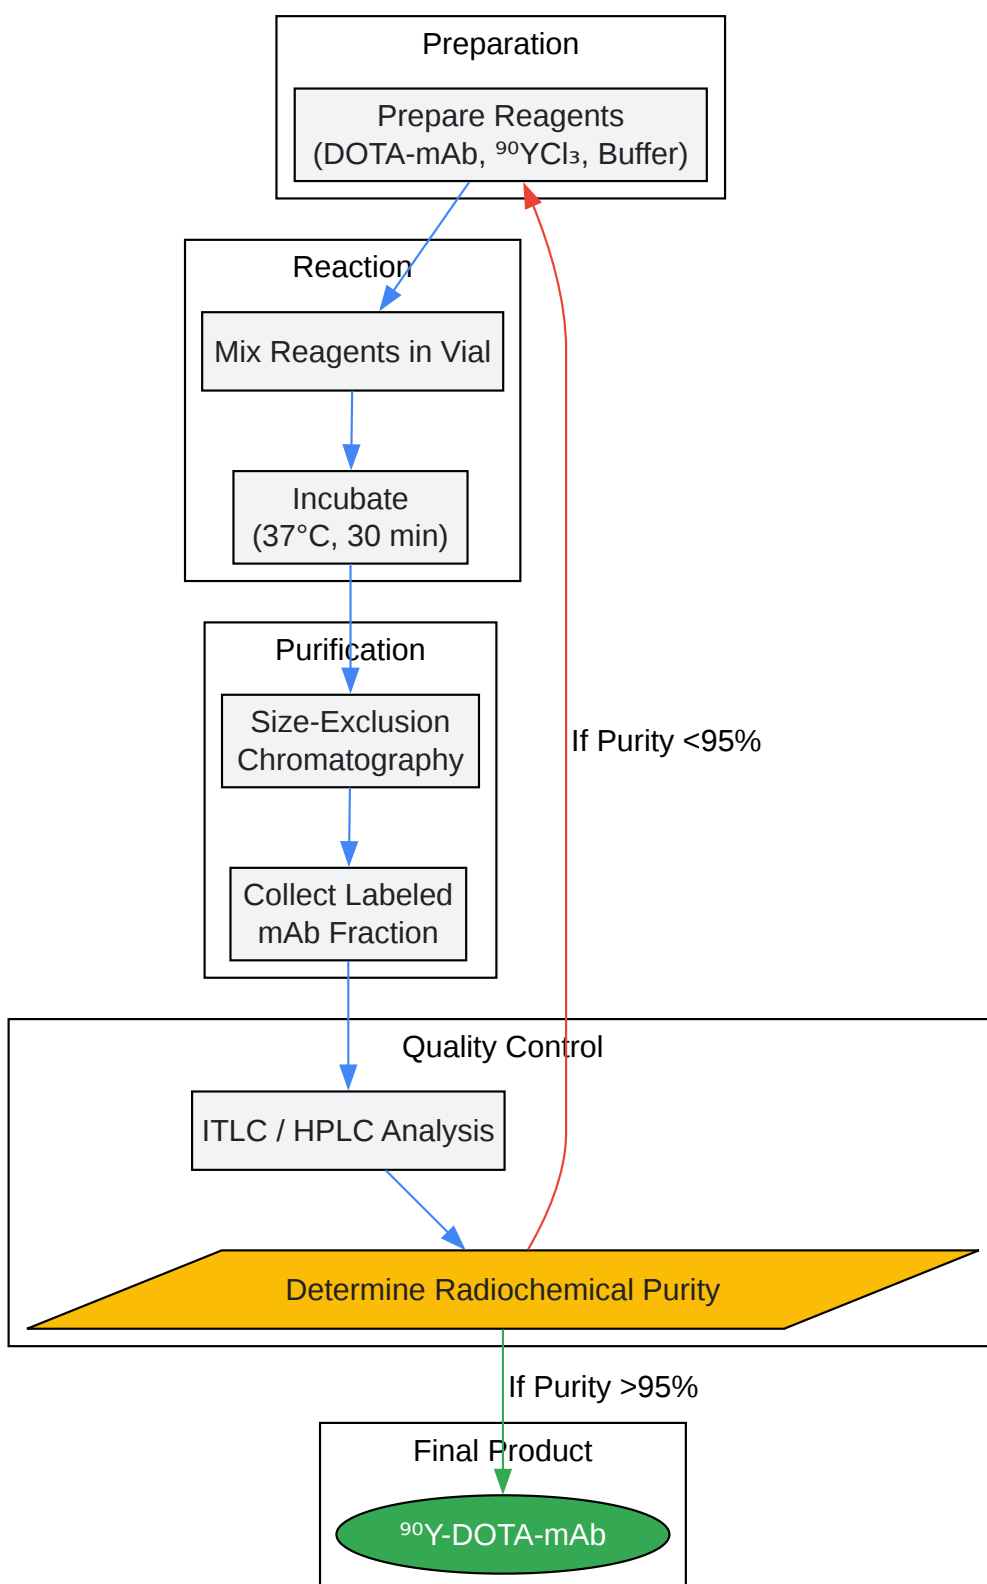 Preparation
Prepare Reagents
(DOTA-mAb, ⁹⁰YCl₃, Buffer)
Reaction
Mix Reagents in Vial
Incubate
(37°C, 30 min)
Purification
Size-Exclusion
Chromatography
If Purity <95%
Collect Labeled
mAb Fraction
Quality Control
ITLC / HPLC Analysis
Determine Radiochemical Purity
If Purity >95%
Final Product
⁹⁰Y-DOTA-mAb